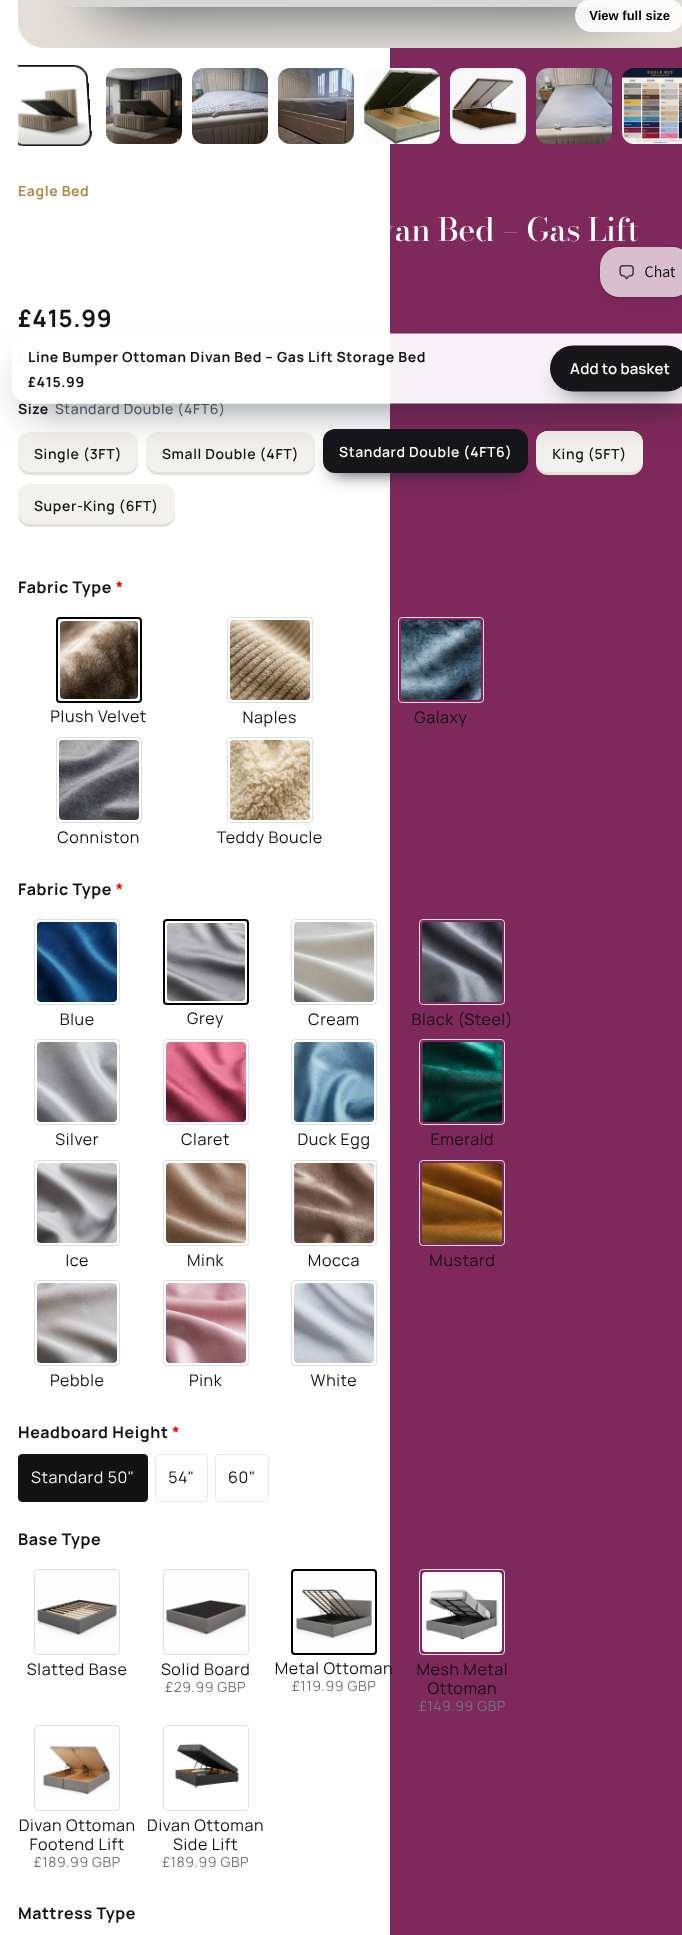 View full size
Eagle Bed
van Bed – Gas Lift
Chat
£415.99
Line Bumper Ottoman Divan Bed – Gas Lift Storage Bed
£415.99
Add to basket
Size Standard Double (4FT6)
Single (3FT)
Small Double (4FT)
Standard Double (4FT6)
King (5FT)
Super-King (6FT)
Fabric Type *
Plush Velvet
Naples
Galaxy
Conniston
Teddy Boucle
Fabric Type *
Blue
Grey
Cream
Black (Steel)
Silver
Claret
Duck Egg
Emerald
Ice
Mink
Mocca
Mustard
Pebble
Pink
White
Headboard Height *
Standard 50"
54"
60"
Base Type
Slatted Base
Solid Board
£29.99 GBP
Metal Ottoman
£119.99 GBP
Mesh Metal
Ottoman
£149.99 GBP
Divan Ottoman
Footend Lift
£189.99 GBP
Divan Ottoman
Side Lift
£189.99 GBP
Mattress Type